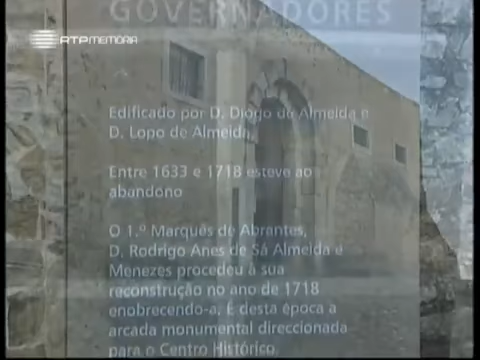 GOVERNADORES
RTP MEMÓRIA
Edificado por D. Diogo de Almeida e
D. Lopo de Almeida.
Entre 1633 e 1718 esteve ao
abandono
O 1.º Marquês de Abrantes,
D. Rodrigo Anes de Sá Almeida e
Menezes procedeu à sua
reconstrução no ano de 1718
enobrecendo-a. É desta época a
arcada monumental direccionada
para o Centro Histórico.